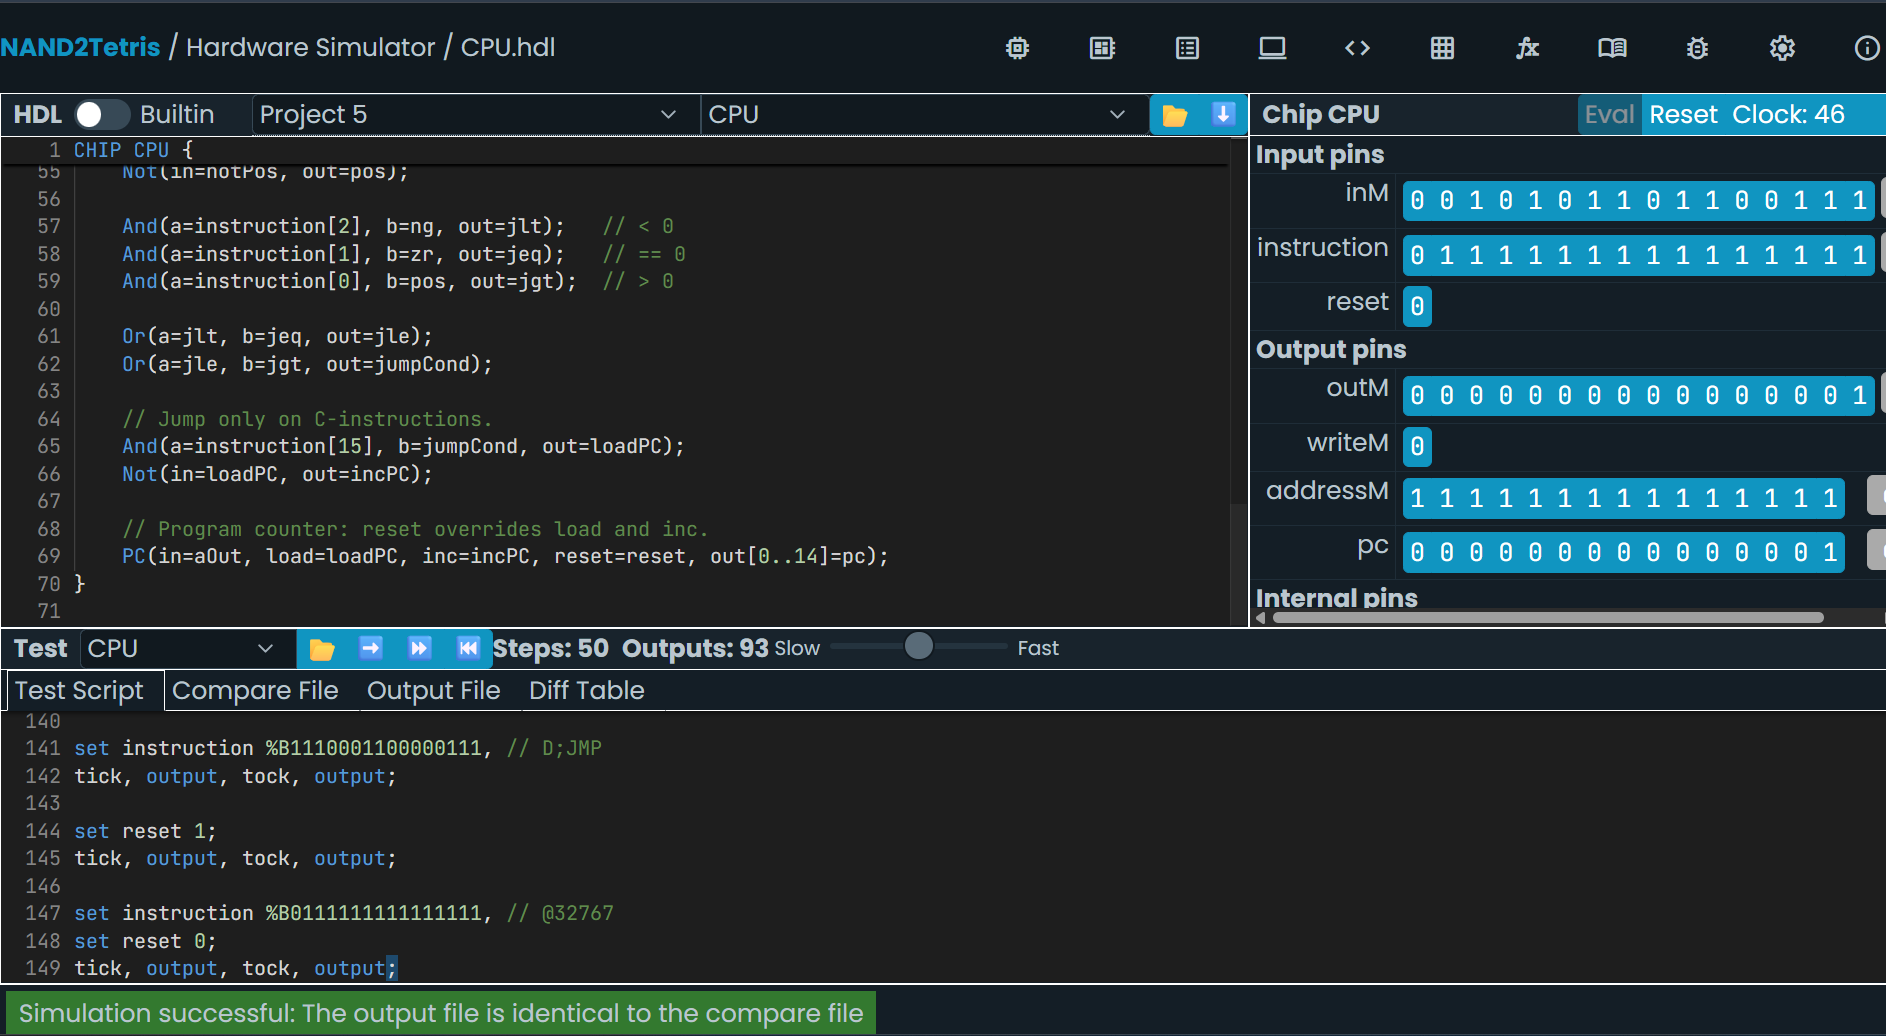 NAND2Tetris / Hardware Simulator / CPU.hdl
HDL Builtin Project 5 CPU
1 CHIP CPU {
55 Not(in=notPos, out=pos);
56
57 And(a=instruction[2], b=ng, out=jlt); // < 0
58 And(a=instruction[1], b=zr, out=jeq); // == 0
59 And(a=instruction[0], b=pos, out=jgt); // > 0
60
61 Or(a=jlt, b=jeq, out=jle);
62 Or(a=jle, b=jgt, out=jumpCond);
63
64 // Jump only on C-instructions.
65 And(a=instruction[15], b=jumpCond, out=loadPC);
66 Not(in=loadPC, out=incPC);
67
68 // Program counter: reset overrides load and inc.
69 PC(in=aOut, load=loadPC, inc=incPC, reset=reset, out[0..14]=pc);
70 }
71
Chip CPU Eval Reset Clock: 46
Input pins
inM 0 0 1 0 1 0 1 1 0 1 1 0 0 1 1 1
instruction 0 1 1 1 1 1 1 1 1 1 1 1 1 1 1 1
reset 0
Output pins
outM 0 0 0 0 0 0 0 0 0 0 0 0 0 0 0 1
writeM 0
addressM 1 1 1 1 1 1 1 1 1 1 1 1 1 1 1
pc 0 0 0 0 0 0 0 0 0 0 0 0 0 0 1
Internal pins
Test CPU Steps: 50 Outputs: 93 Slow Fast
Test Script Compare File Output File Diff Table
140
141 set instruction %B1110001100000111, // D;JMP
142 tick, output, tock, output;
143
144 set reset 1;
145 tick, output, tock, output;
146
147 set instruction %B0111111111111111, // @32767
148 set reset 0;
149 tick, output, tock, output;
Simulation successful: The output file is identical to the compare file